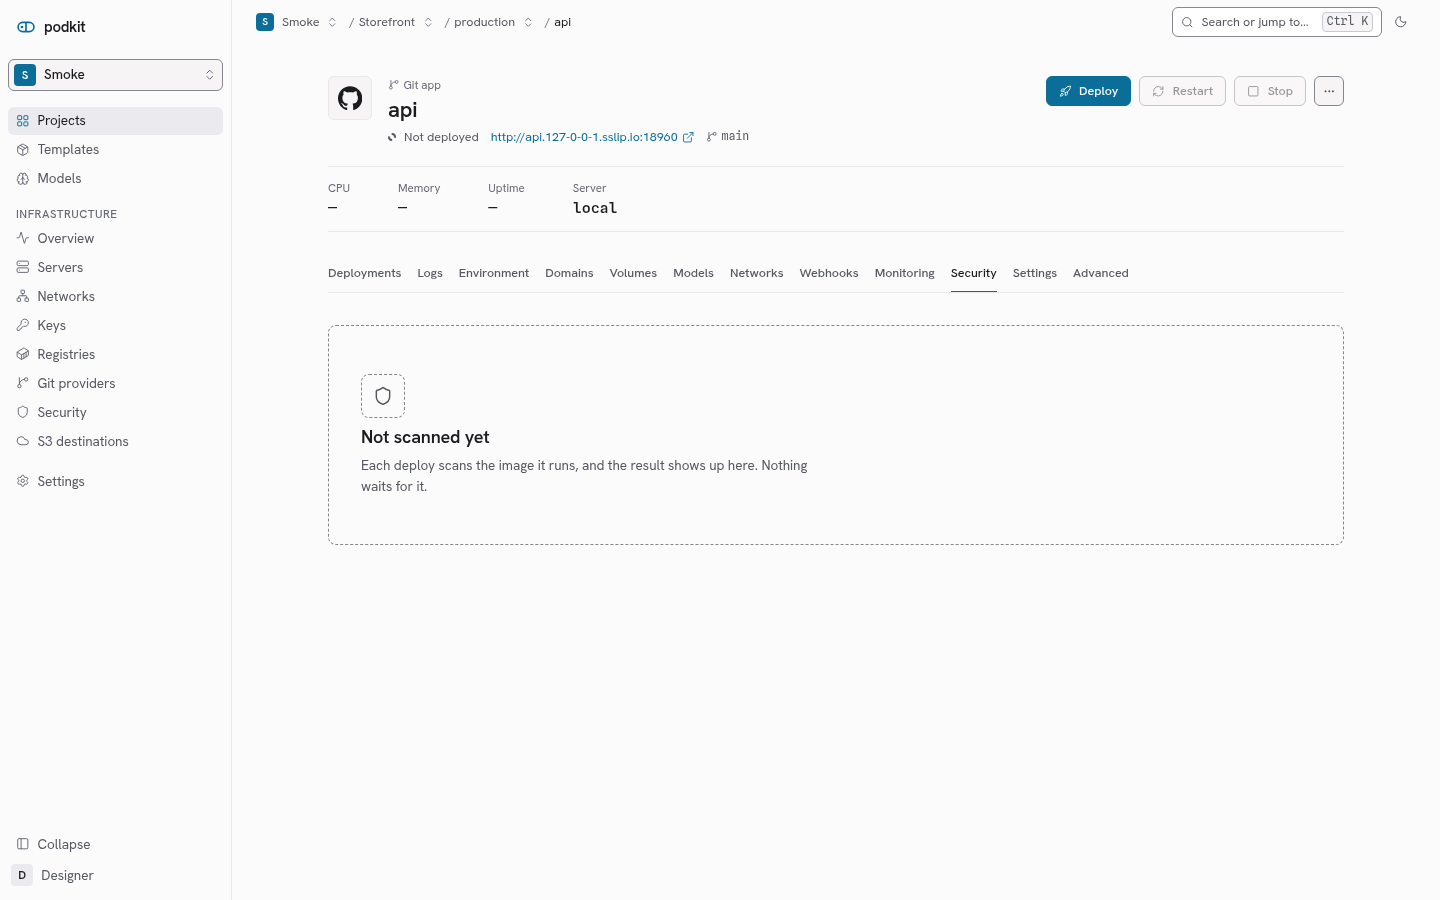 podkit
S Smoke
Projects
Templates
Models
INFRASTRUCTURE
Overview
Servers
Networks
Keys
Registries
Git providers
Security
S3 destinations
Settings
Collapse
D Designer
S Smoke / Storefront / production / api
Search or jump to... Ctrl K
Git app
api
Not deployed http://api.127-0-0-1.sslip.io:18960 main
Deploy Restart Stop ...
CPU Memory Uptime Server
— — — local
Deployments Logs Environment Domains Volumes Models Networks Webhooks Monitoring Security Settings Advanced
Not scanned yet
Each deploy scans the image it runs, and the result shows up here. Nothing
waits for it.